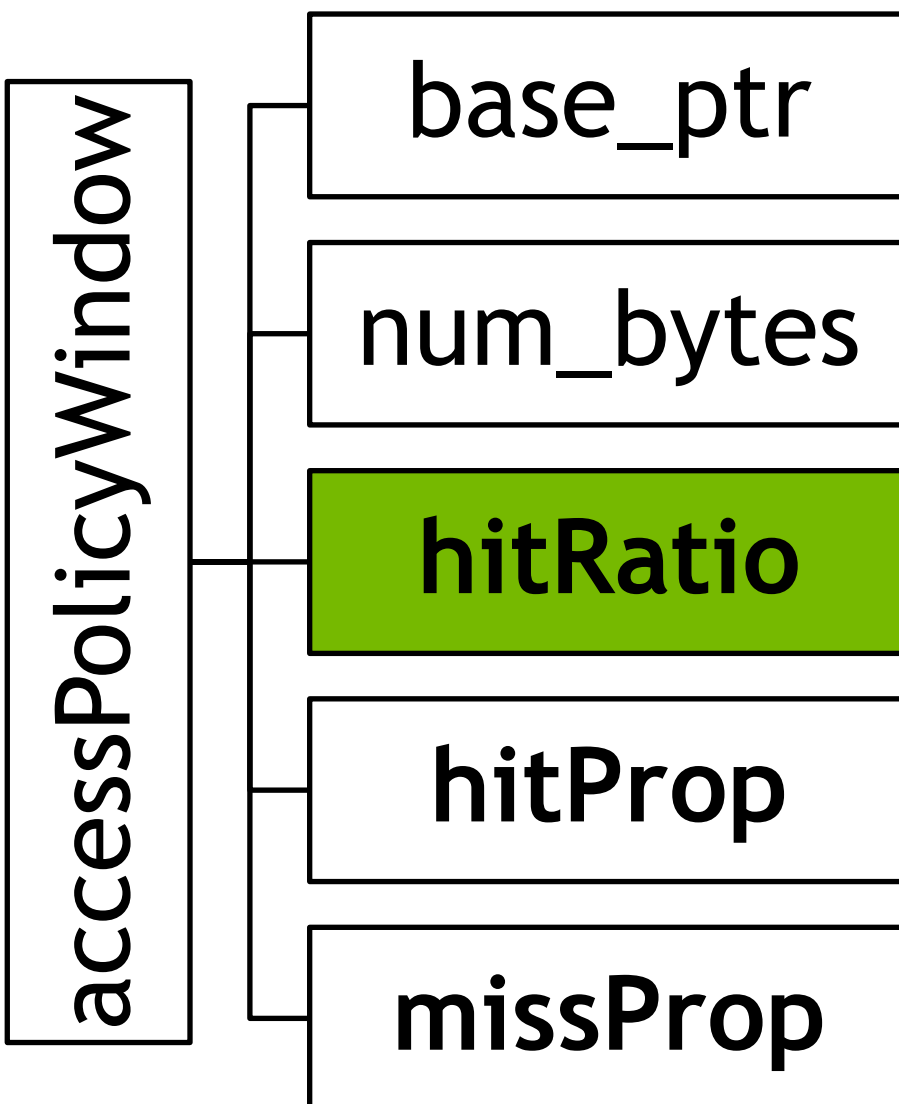 accessPolicyWindow
base_ptr
num_bytes
hitRatio
hitProp
missProp